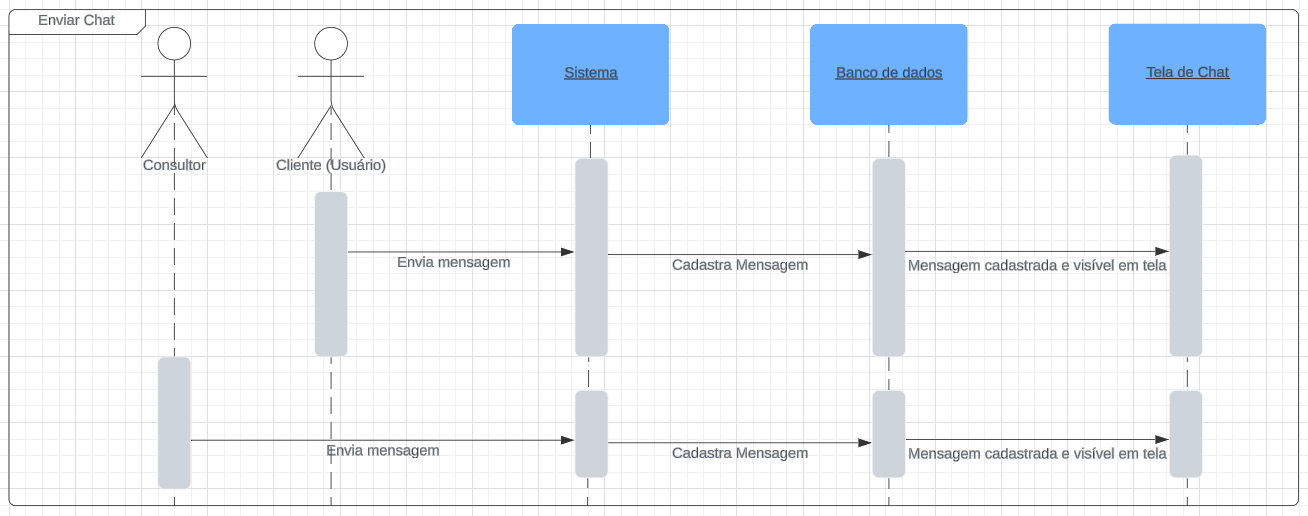 Enviar Chat
Sistema
Banco de dados
Tela de Chat
Consultor
Cliente (Usuário)
Envia mensagem
Cadastra Mensagem
Mensagem cadastrada e visível em tela
Envia mensagem
Cadastra Mensagem
Mensagem cadastrada e visível em tela